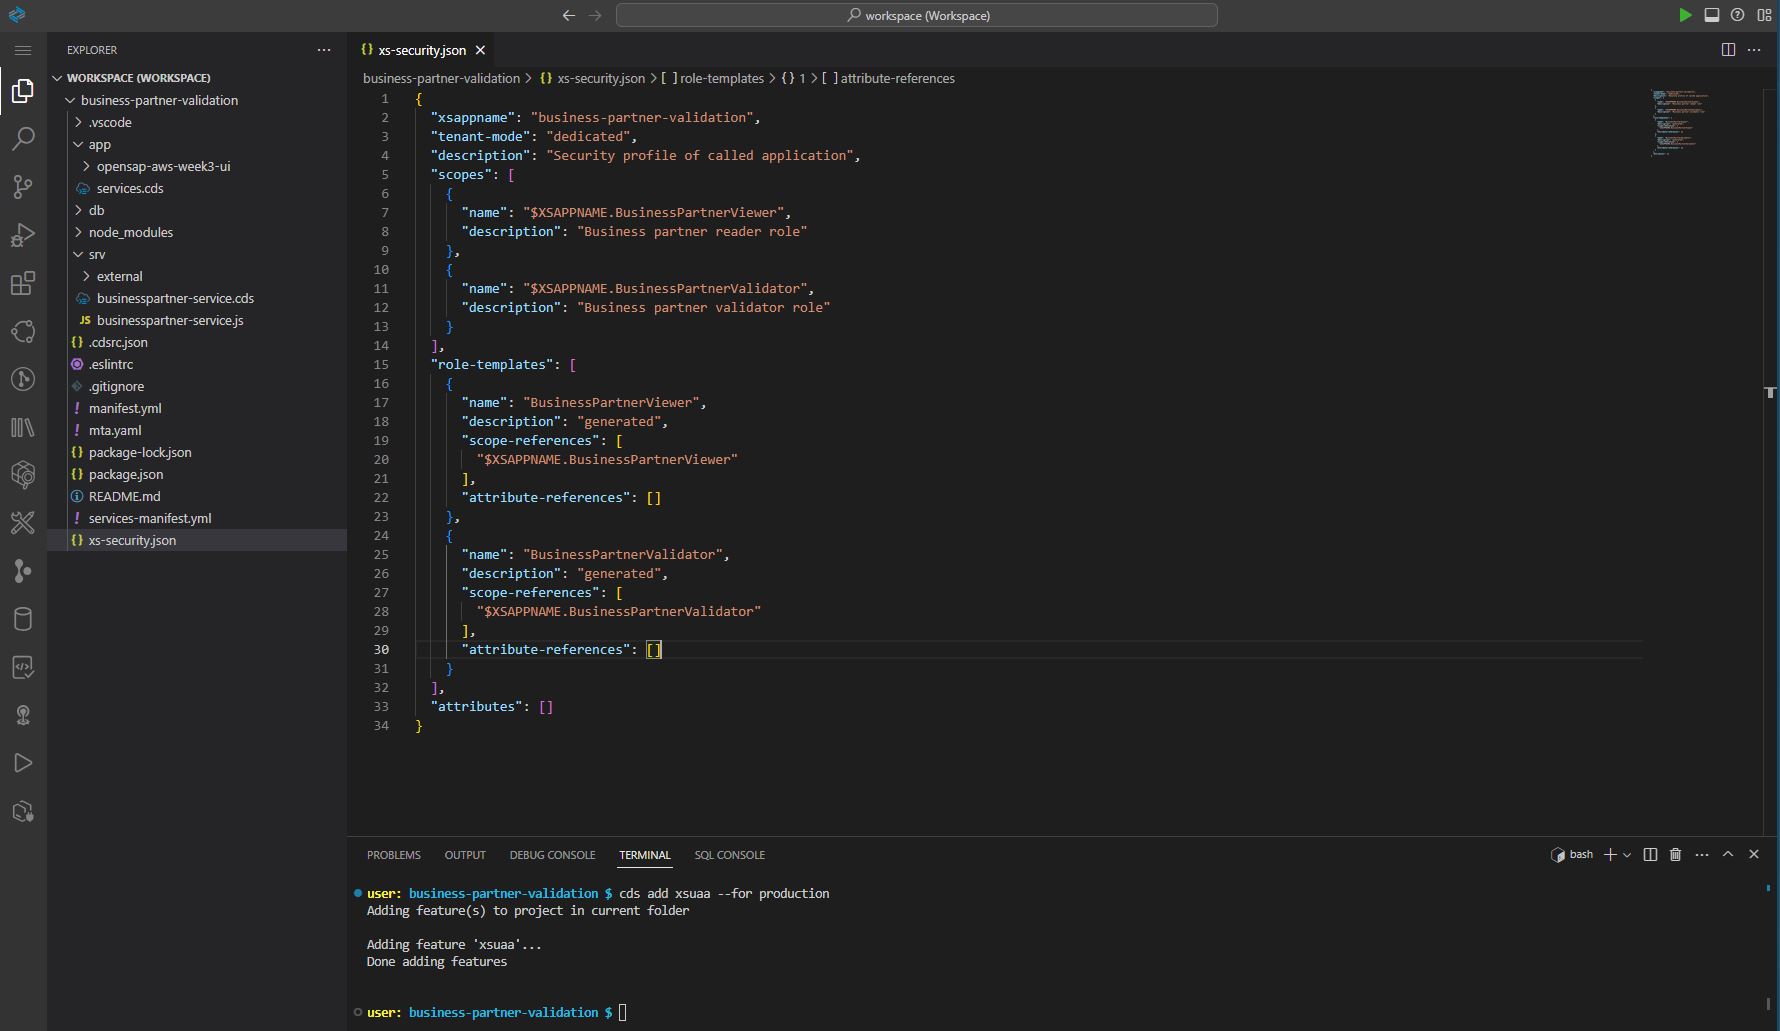 workspace (Workspace)
EXPLORER
WORKSPACE (WORKSPACE)
business-partner-validation
.vscode
app
opensap-aws-week3-ui
services.cds
db
node_modules
srv
external
businesspartner-service.cds
JS businesspartner-service.js
{} .cdsrc.json
.eslintrc
.gitignore
! manifest.yml
! mta.yaml
{} package-lock.json
{} package.json
README.md
! services-manifest.yml
{} xs-security.json
{} xs-security.json
business-partner-validation > {} xs-security.json > [ ] role-templates > {} 1 > [ ] attribute-references
1 {
2 "xsappname": "business-partner-validation",
3 "tenant-mode": "dedicated",
4 "description": "Security profile of called application",
5 "scopes": [
6 {
7 "name": "$XSAPPNAME.BusinessPartnerViewer",
8 "description": "Business partner reader role"
9 },
10 {
11 "name": "$XSAPPNAME.BusinessPartnerValidator",
12 "description": "Business partner validator role"
13 }
14 ],
15 "role-templates": [
16 {
17 "name": "BusinessPartnerViewer",
18 "description": "generated",
19 "scope-references": [
20 "$XSAPPNAME.BusinessPartnerViewer"
21 ],
22 "attribute-references": []
23 },
24 {
25 "name": "BusinessPartnerValidator",
26 "description": "generated",
27 "scope-references": [
28 "$XSAPPNAME.BusinessPartnerValidator"
29 ],
30 "attribute-references": []
31 }
32 ],
33 "attributes": []
34 }
PROBLEMS OUTPUT DEBUG CONSOLE TERMINAL SQL CONSOLE
bash
user: business-partner-validation $ cds add xsuaa --for production
Adding feature(s) to project in current folder
Adding feature 'xsuaa'...
Done adding features
user: business-partner-validation $